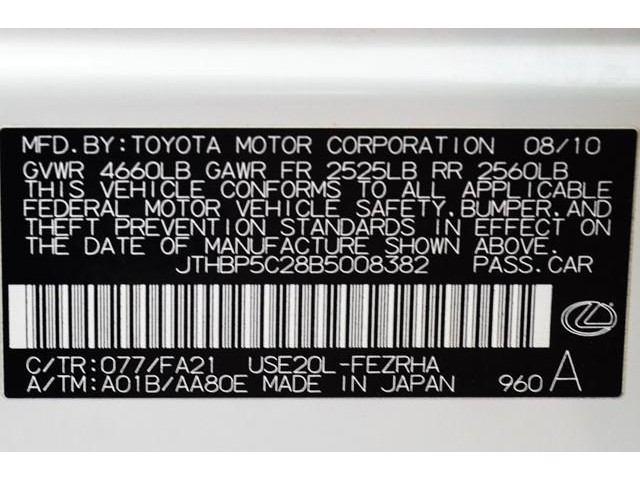 MFD. BY: TOYOTA MOTOR CORPORATION 08/10
GVWR 4660LB GAWR FR 2525LB RR 2560LB
THIS VEHICLE CONFORMS TO ALL APPLICABLE
FEDERAL MOTOR VEHICLE SAFETY, BUMPER, AND
THEFT PREVENTION STANDARDS IN EFFECT ON
THE DATE OF MANUFACTURE SHOWN ABOVE.
JTHBP5C28B5008382 PASS. CAR
C/TR: 077/FA21 USE20L-FEZRHA
A/TM: A01B/AA80E MADE IN JAPAN 960 A